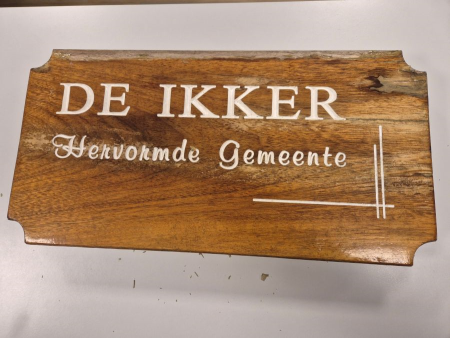 DE IKKER
Hervormde Gemeente